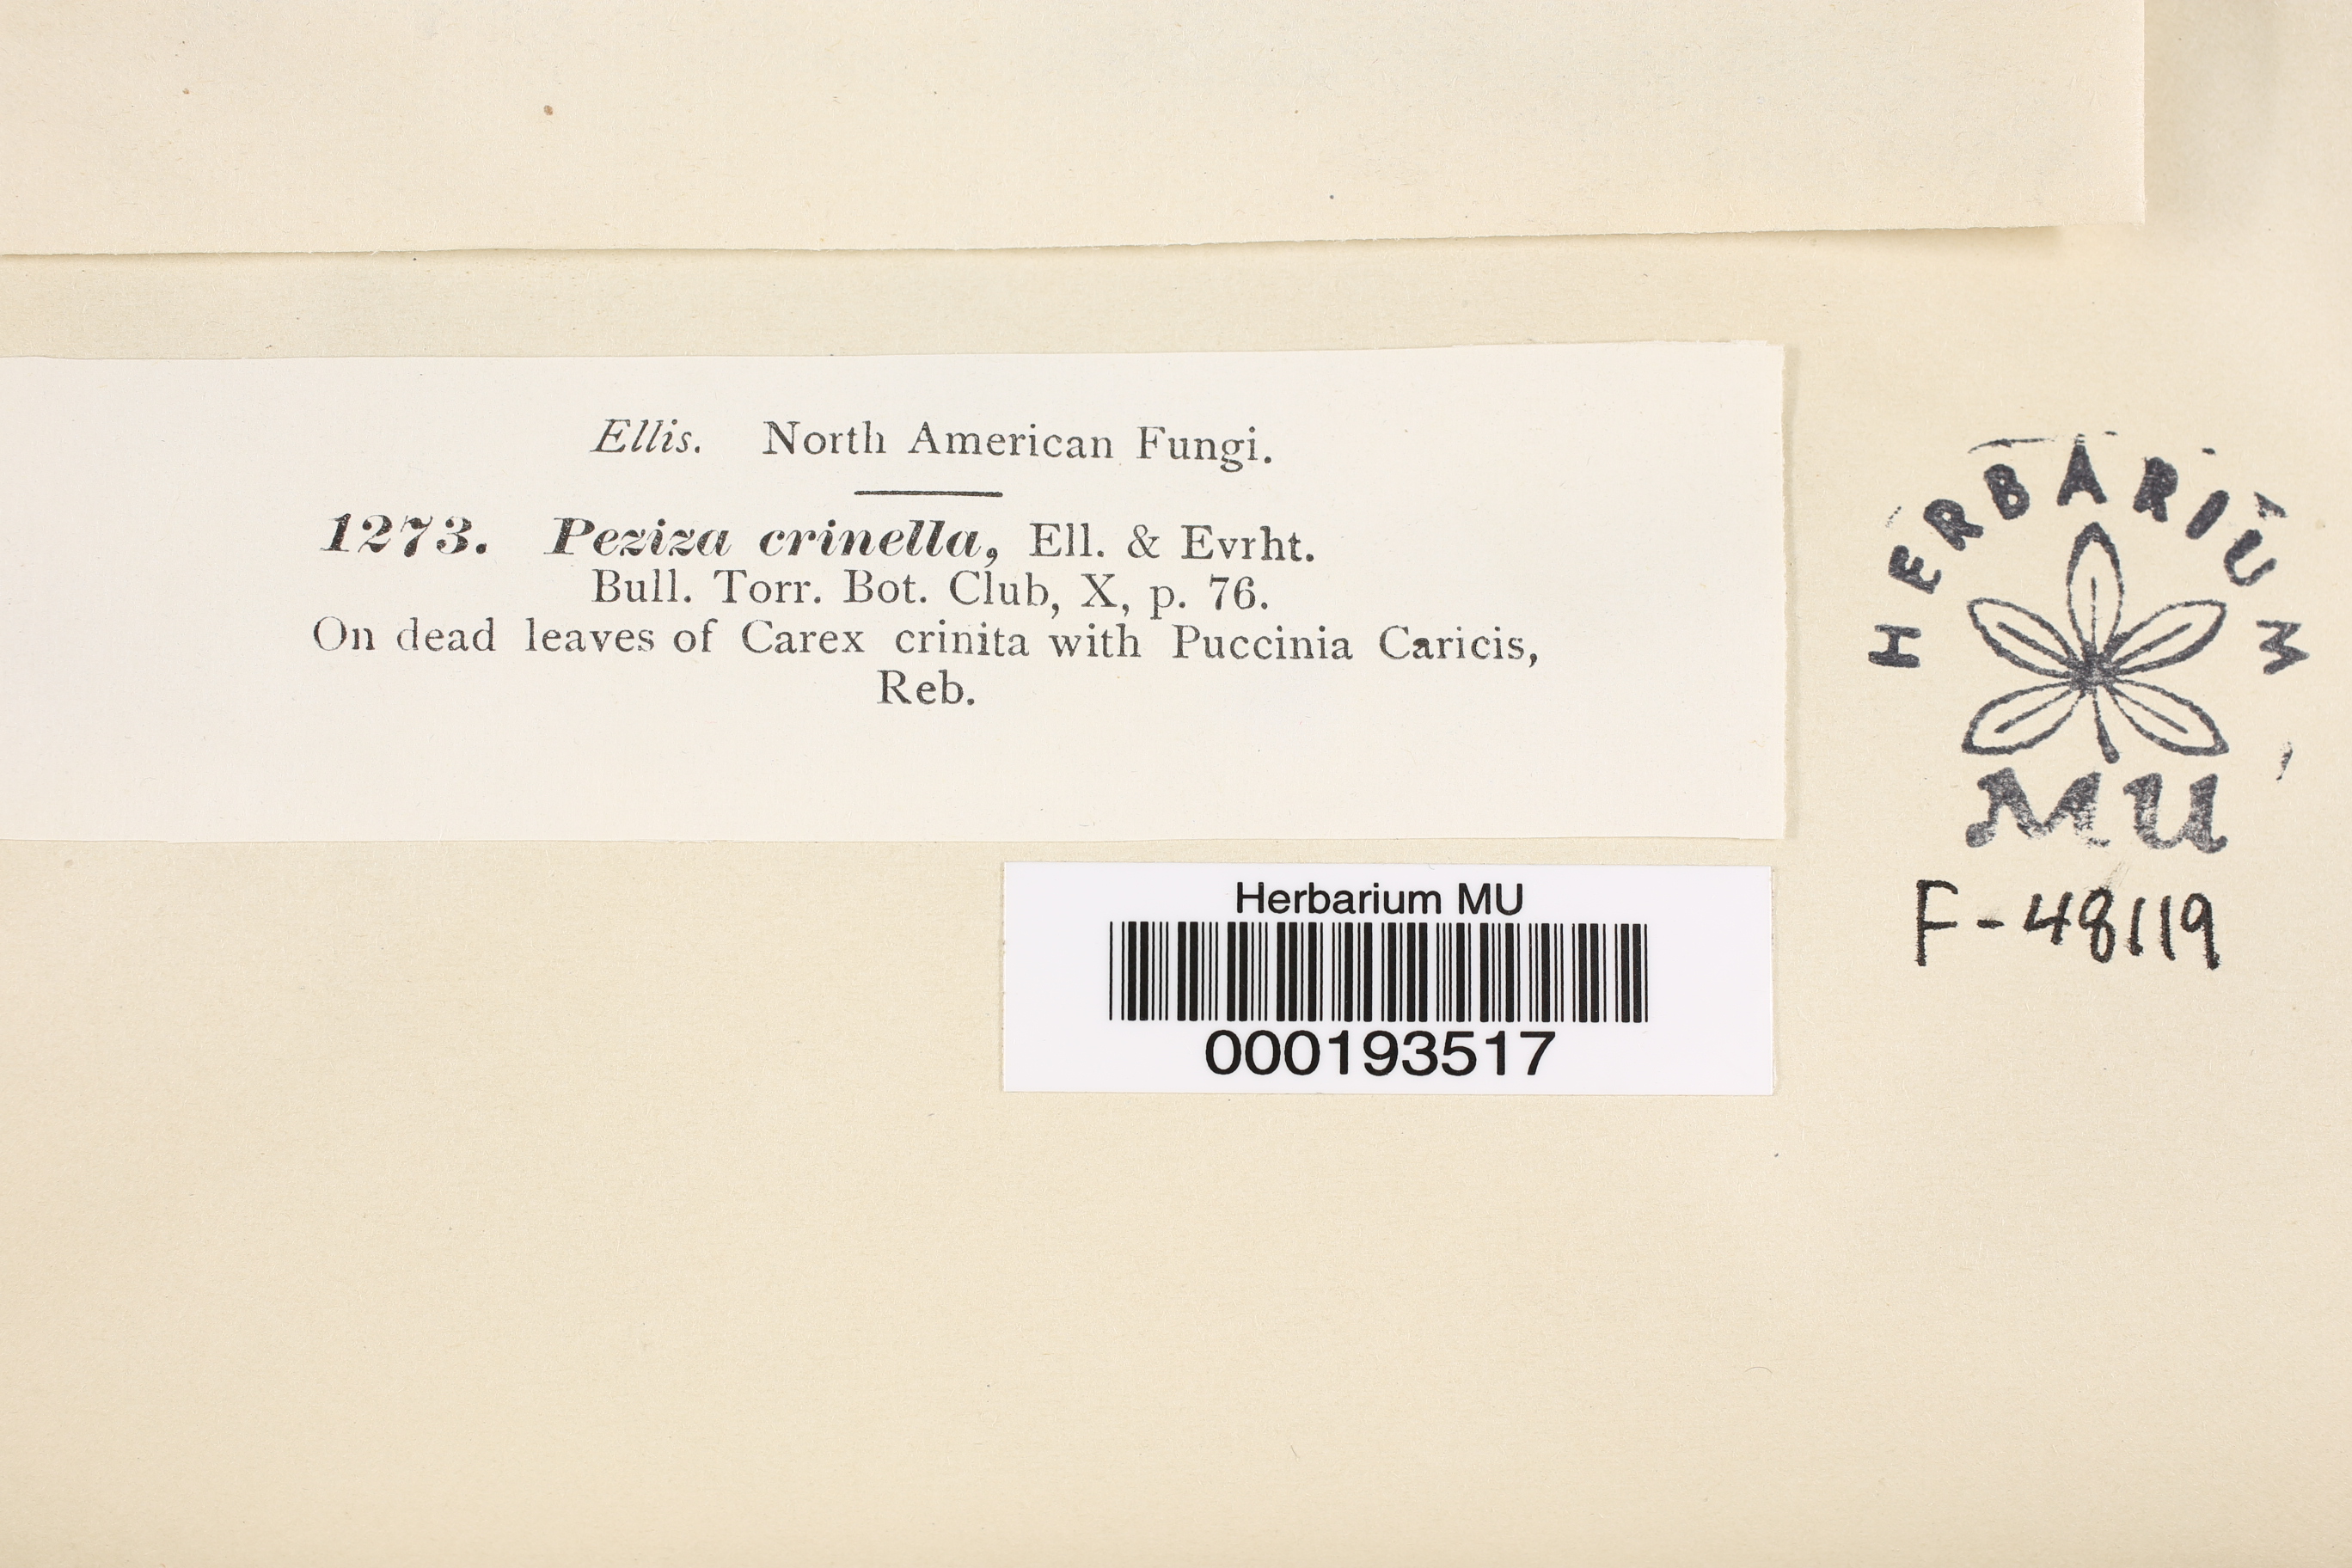 Ellis. North American Fungi.
1273. Peziza crinella, Ell. & Evrht.
Bull. Torr. Bot. Club, X, p. 76.
On dead leaves of Carex crinita with Puccinia Caricis,
Reb.
HERBARIUM
MU
F-48119
Herbarium MU
000193517